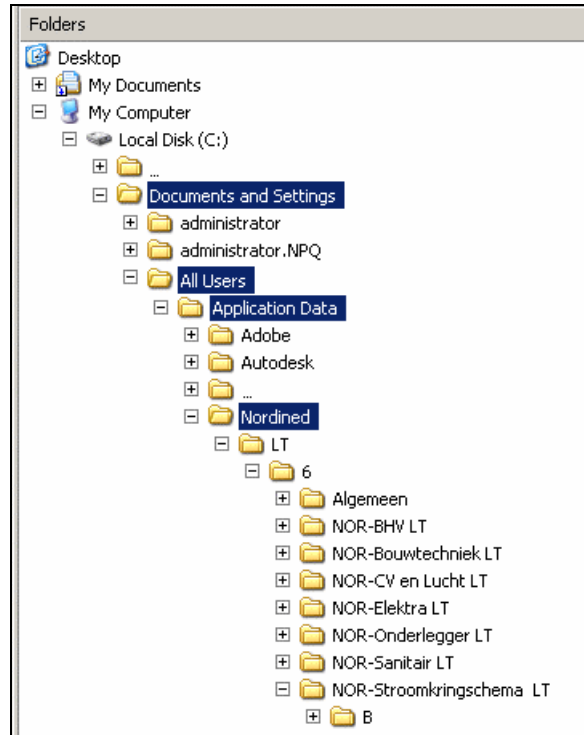 Folders
Desktop
My Documents
My Computer
Local Disk (C:)
...
Documents and Settings
administrator
administrator.NPQ
All Users
Application Data
Adobe
Autodesk
...
Nordined
LT
6
Algemeen
NOR-BHV LT
NOR-Bouwtechniek LT
NOR-CV en Lucht LT
NOR-Elektra LT
NOR-Onderlegger LT
NOR-Sanitair LT
NOR-Stroomkringschema  LT
B